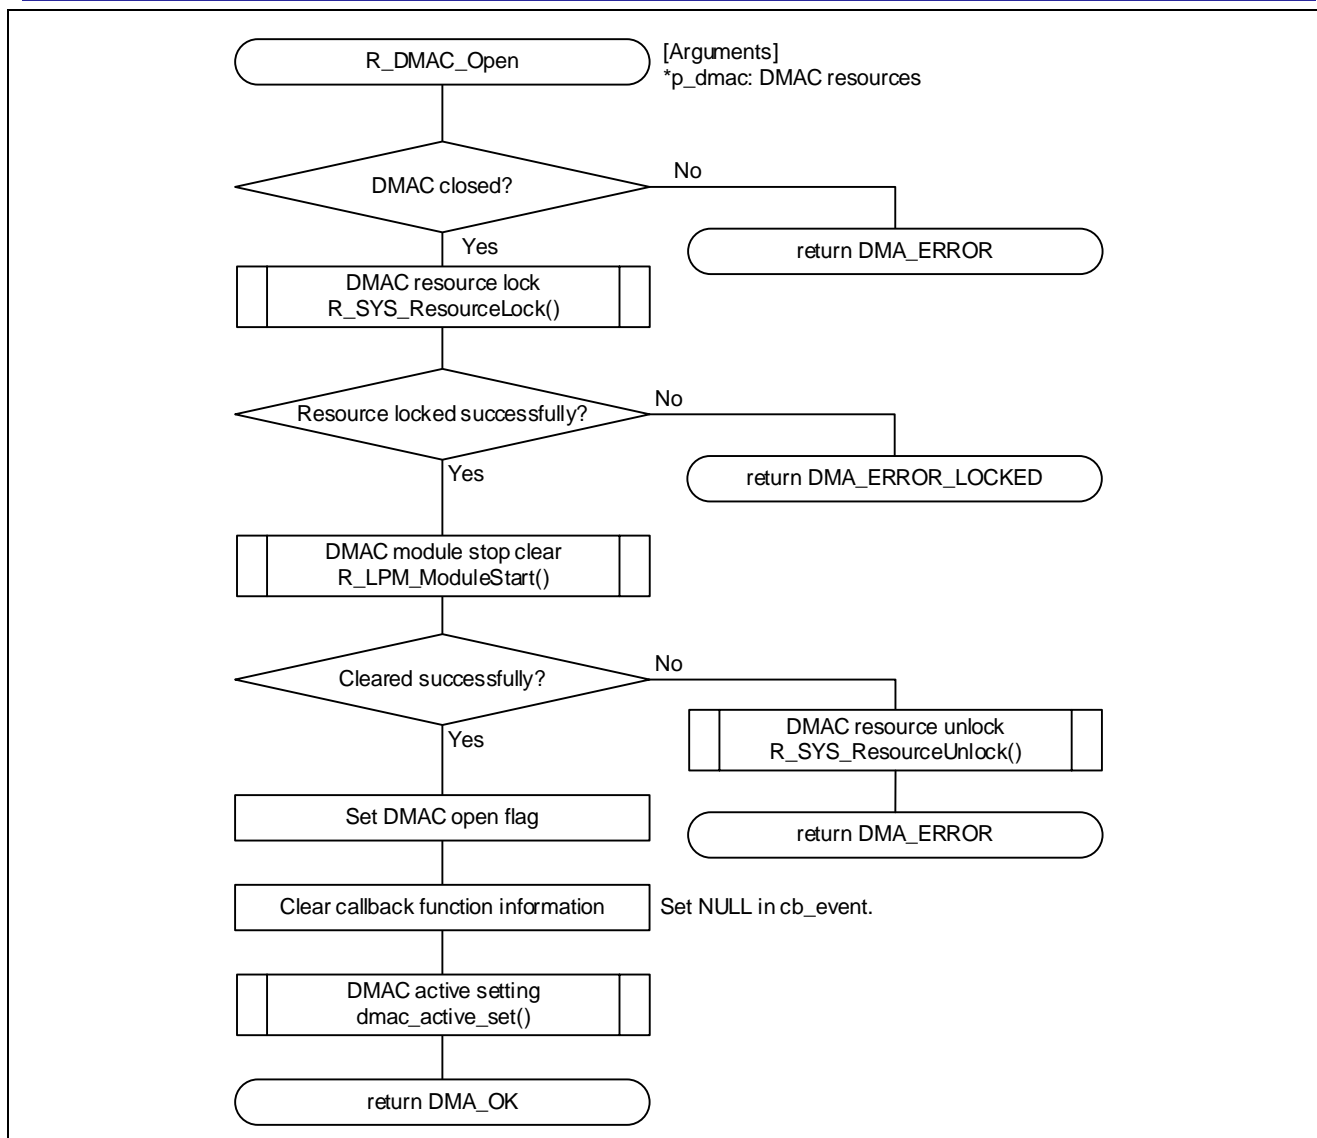 R_DMAC_Open
[Arguments]
*p_dmac: DMAC resources
DMAC closed?
No
Yes
return DMA_ERROR
DMAC resource lock
R_SYS_ResourceLock()
Resource locked successfully?
No
Yes
return DMA_ERROR_LOCKED
DMAC module stop clear
R_LPM_ModuleStart()
Cleared successfully?
No
Yes
DMAC resource unlock
R_SYS_ResourceUnlock()
Set DMAC open flag
return DMA_ERROR
Clear callback function information
Set NULL in cb_event.
DMAC active setting
dmac_active_set()
return DMA_OK